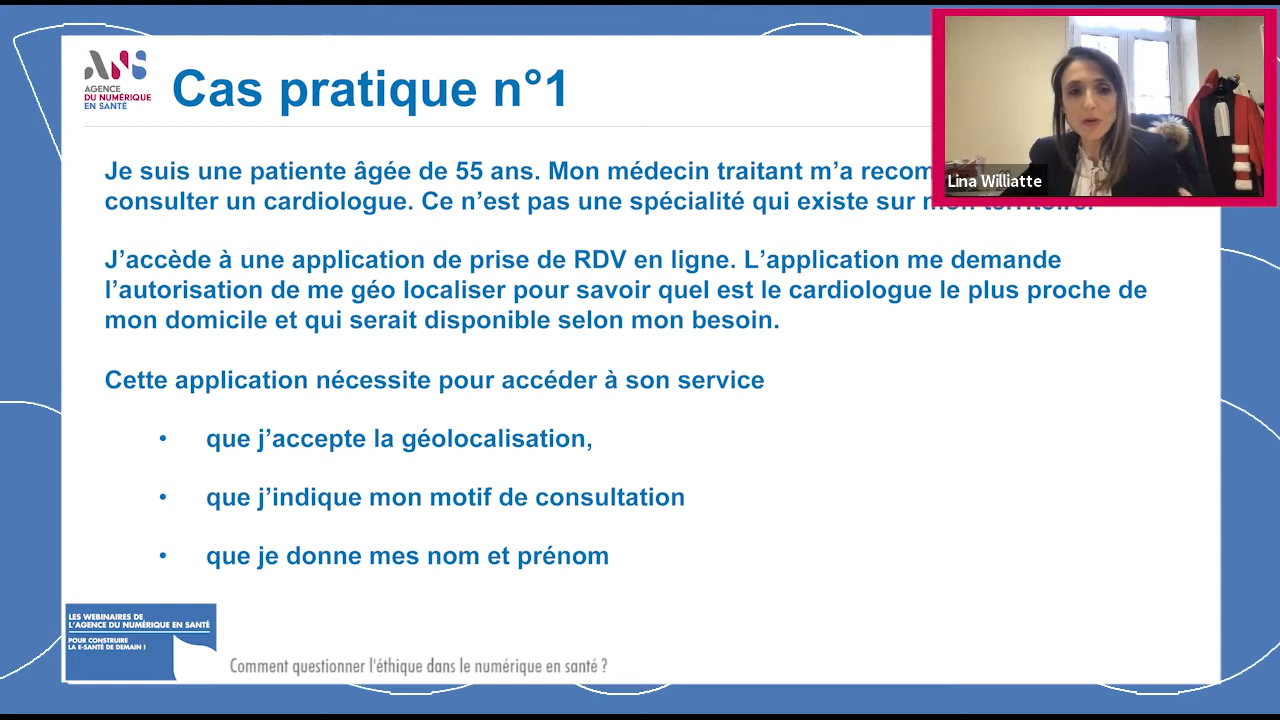 ANS
AGENCE
DU NUMÉRIQUE
EN SANTÉ
Cas pratique n°1
Je suis une patiente âgée de 55 ans. Mon médecin traitant m'a
consulter un cardiologue. Ce n'est pas une spécialité qui existe sur
J'accède à une application de prise de RDV en ligne. L'application me demande
l'autorisation de me géo localiser pour savoir quel est le cardiologue le plus proche de
mon domicile et qui serait disponible selon mon besoin.
Cette application nécessite pour accéder à son service
• que j'accepte la géolocalisation,
• que j'indique mon motif de consultation
• que je donne mes nom et prénom
Lina Williatte
LES WEBINAIRES DE
L'AGENCE DU NUMÉRIQUE EN SANTÉ
POUR CONSTRUIRE
LA E-SANTÉ DE DEMAIN !
Comment questionner l'éthique dans le numérique en santé ?